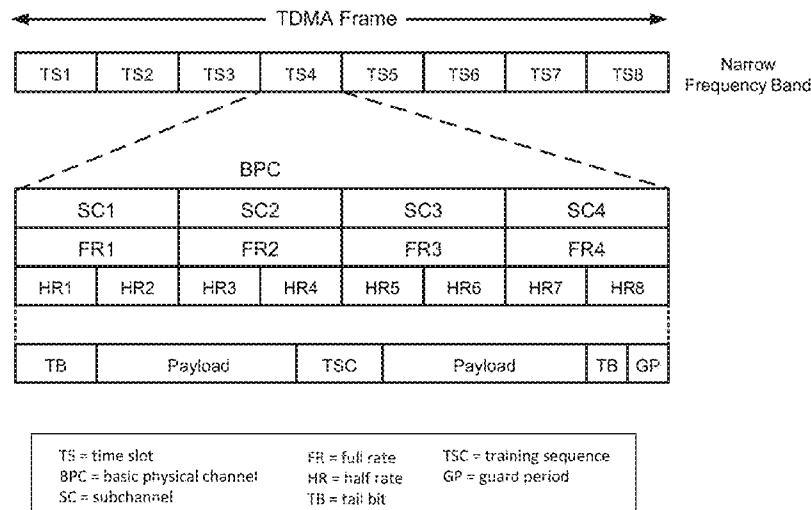 TDMA Frame
TS1 TS2 TS3 TS4 TS5 TS6 TS7 TS8
Narrow
Frequency Band
BPC
SC1 SC2 SC3 SC4
FR1 FR2 FR3 FR4
HR1 HR2 HR3 HR4 HR5 HR6 HR7 HR8
TB Payload TSC Payload TB GP
TS = time slot FR = full rate TSC = training sequence
BPC = basic physical channel HR = half rate GP = guard period
SC = subchannel TB = tail bit